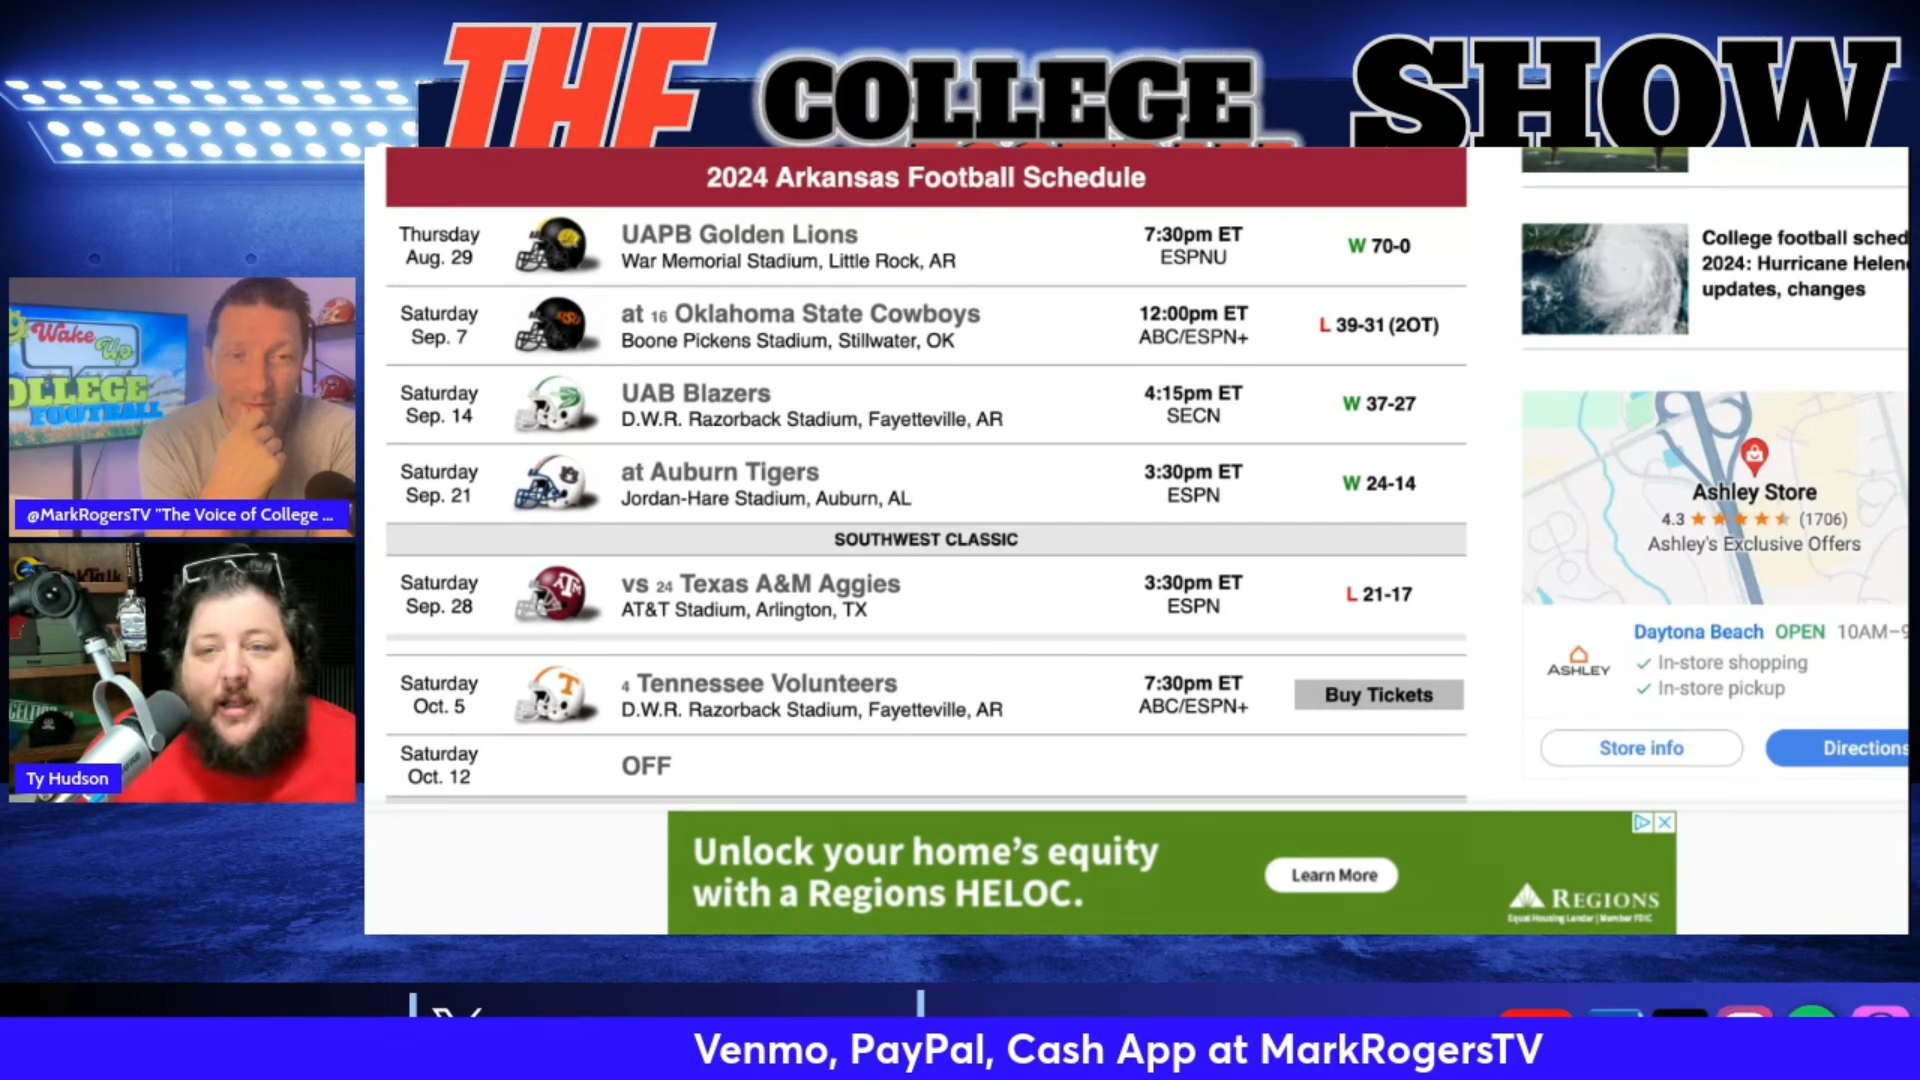 THE COLLEGE SHOW
2024 Arkansas Football Schedule
Thursday
Aug. 29
UAPB Golden Lions
War Memorial Stadium, Little Rock, AR
7:30pm ET
ESPNU
W 70-0
Saturday
Sep. 7
at 16 Oklahoma State Cowboys
Boone Pickens Stadium, Stillwater, OK
12:00pm ET
ABC/ESPN+
L 39-31 (2OT)
Saturday
Sep. 14
UAB Blazers
D.W.R. Razorback Stadium, Fayetteville, AR
4:15pm ET
SECN
W 37-27
Saturday
Sep. 21
at Auburn Tigers
Jordan-Hare Stadium, Auburn, AL
3:30pm ET
ESPN
W 24-14
SOUTHWEST CLASSIC
Saturday
Sep. 28
vs 24 Texas A&M Aggies
AT&T Stadium, Arlington, TX
3:30pm ET
ESPN
L 21-17
Saturday
Oct. 5
4 Tennessee Volunteers
D.W.R. Razorback Stadium, Fayetteville, AR
7:30pm ET
ABC/ESPN+
Buy Tickets
Saturday
Oct. 12
OFF
College football sched
2024: Hurricane Helen
updates, changes
Ashley Store
4.3 (1706)
Ashley's Exclusive Offers
ASHLEY
Daytona Beach OPEN 10AM–9
In-store shopping
In-store pickup
Store info
Directions
Unlock your home's equity
with a Regions HELOC.
Learn More
REGIONS
Equal Housing Lender | Member FDIC
Wake
Up
OLLEGE
FOOTBALL
@MarkRogersTV "The Voice of College ...
Ty Hudson
Venmo, PayPal, Cash App at MarkRogersTV